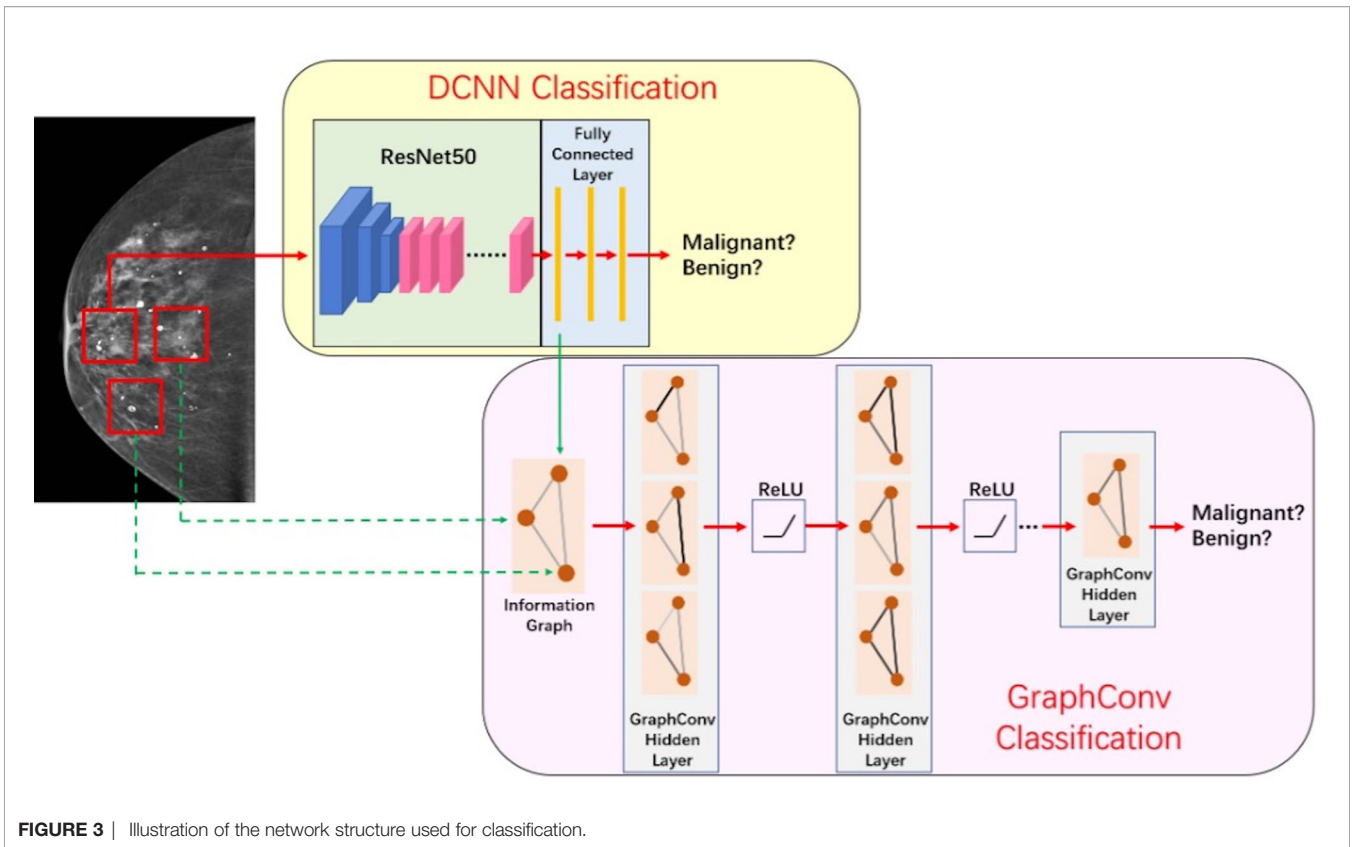 DCNN Classification
ResNet50
Fully
Connected
Layer
Malignant?
Benign?
Information
Graph
GraphConv
Hidden
Layer
ReLU
GraphConv
Hidden
Layer
ReLU
GraphConv
Hidden
Layer
Malignant?
Benign?
GraphConv
Classification
FIGURE 3 | Illustration of the network structure used for classification.